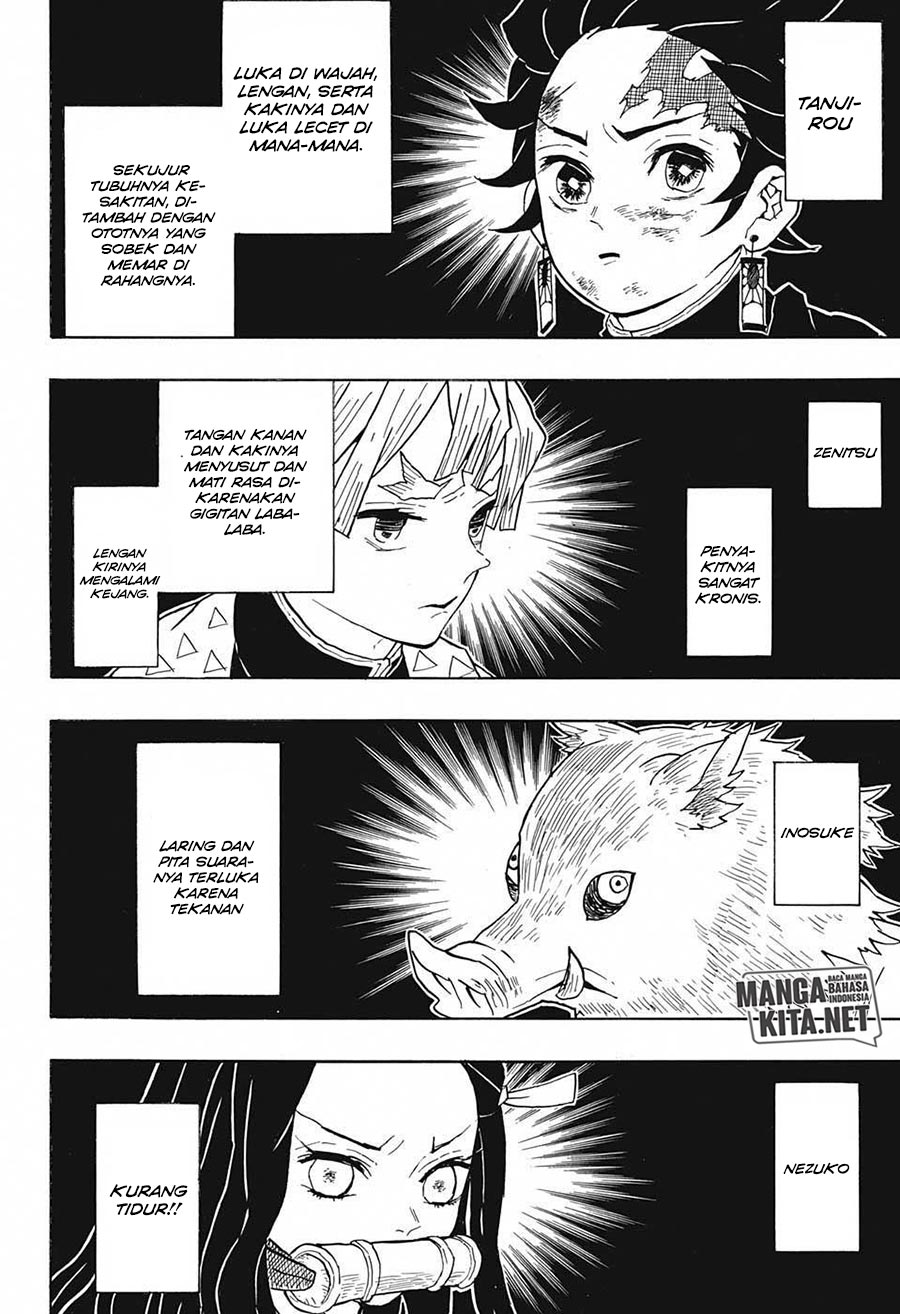 TANJI-
ROU
LUKA DI WAJAH,
LENGAN, SERTA
KAKINYA DAN
LUKA LECET DI
MANA-MANA.
SEKUJUR
TUBUHNYA KE-
SAKITAN, DI-
TAMBAH DENGAN
OTOTNYA YANG
SOBEK DAN
MEMAR DI
RAHANGNYA.
ZENITSU
PENYA-
KITNYA
SANGAT
KRONIS.
TANGAN KANAN
DAN KAKINYA
MENYUSUT DAN
MATI RASA DI-
KARENAKAN
GIGITAN LABA-
LABA.
LENGAN
KIRINYA
MENGALAMI
KEJANG.
INOSUKE
LARING DAN
PITA SUARA-
NYA TERLUKA
KARENA
TEKANAN
MANGA
KITA.NET
BACA MANGA
BAHASA
INDONESIA
NEZUKO
KURANG
TIDUR!!